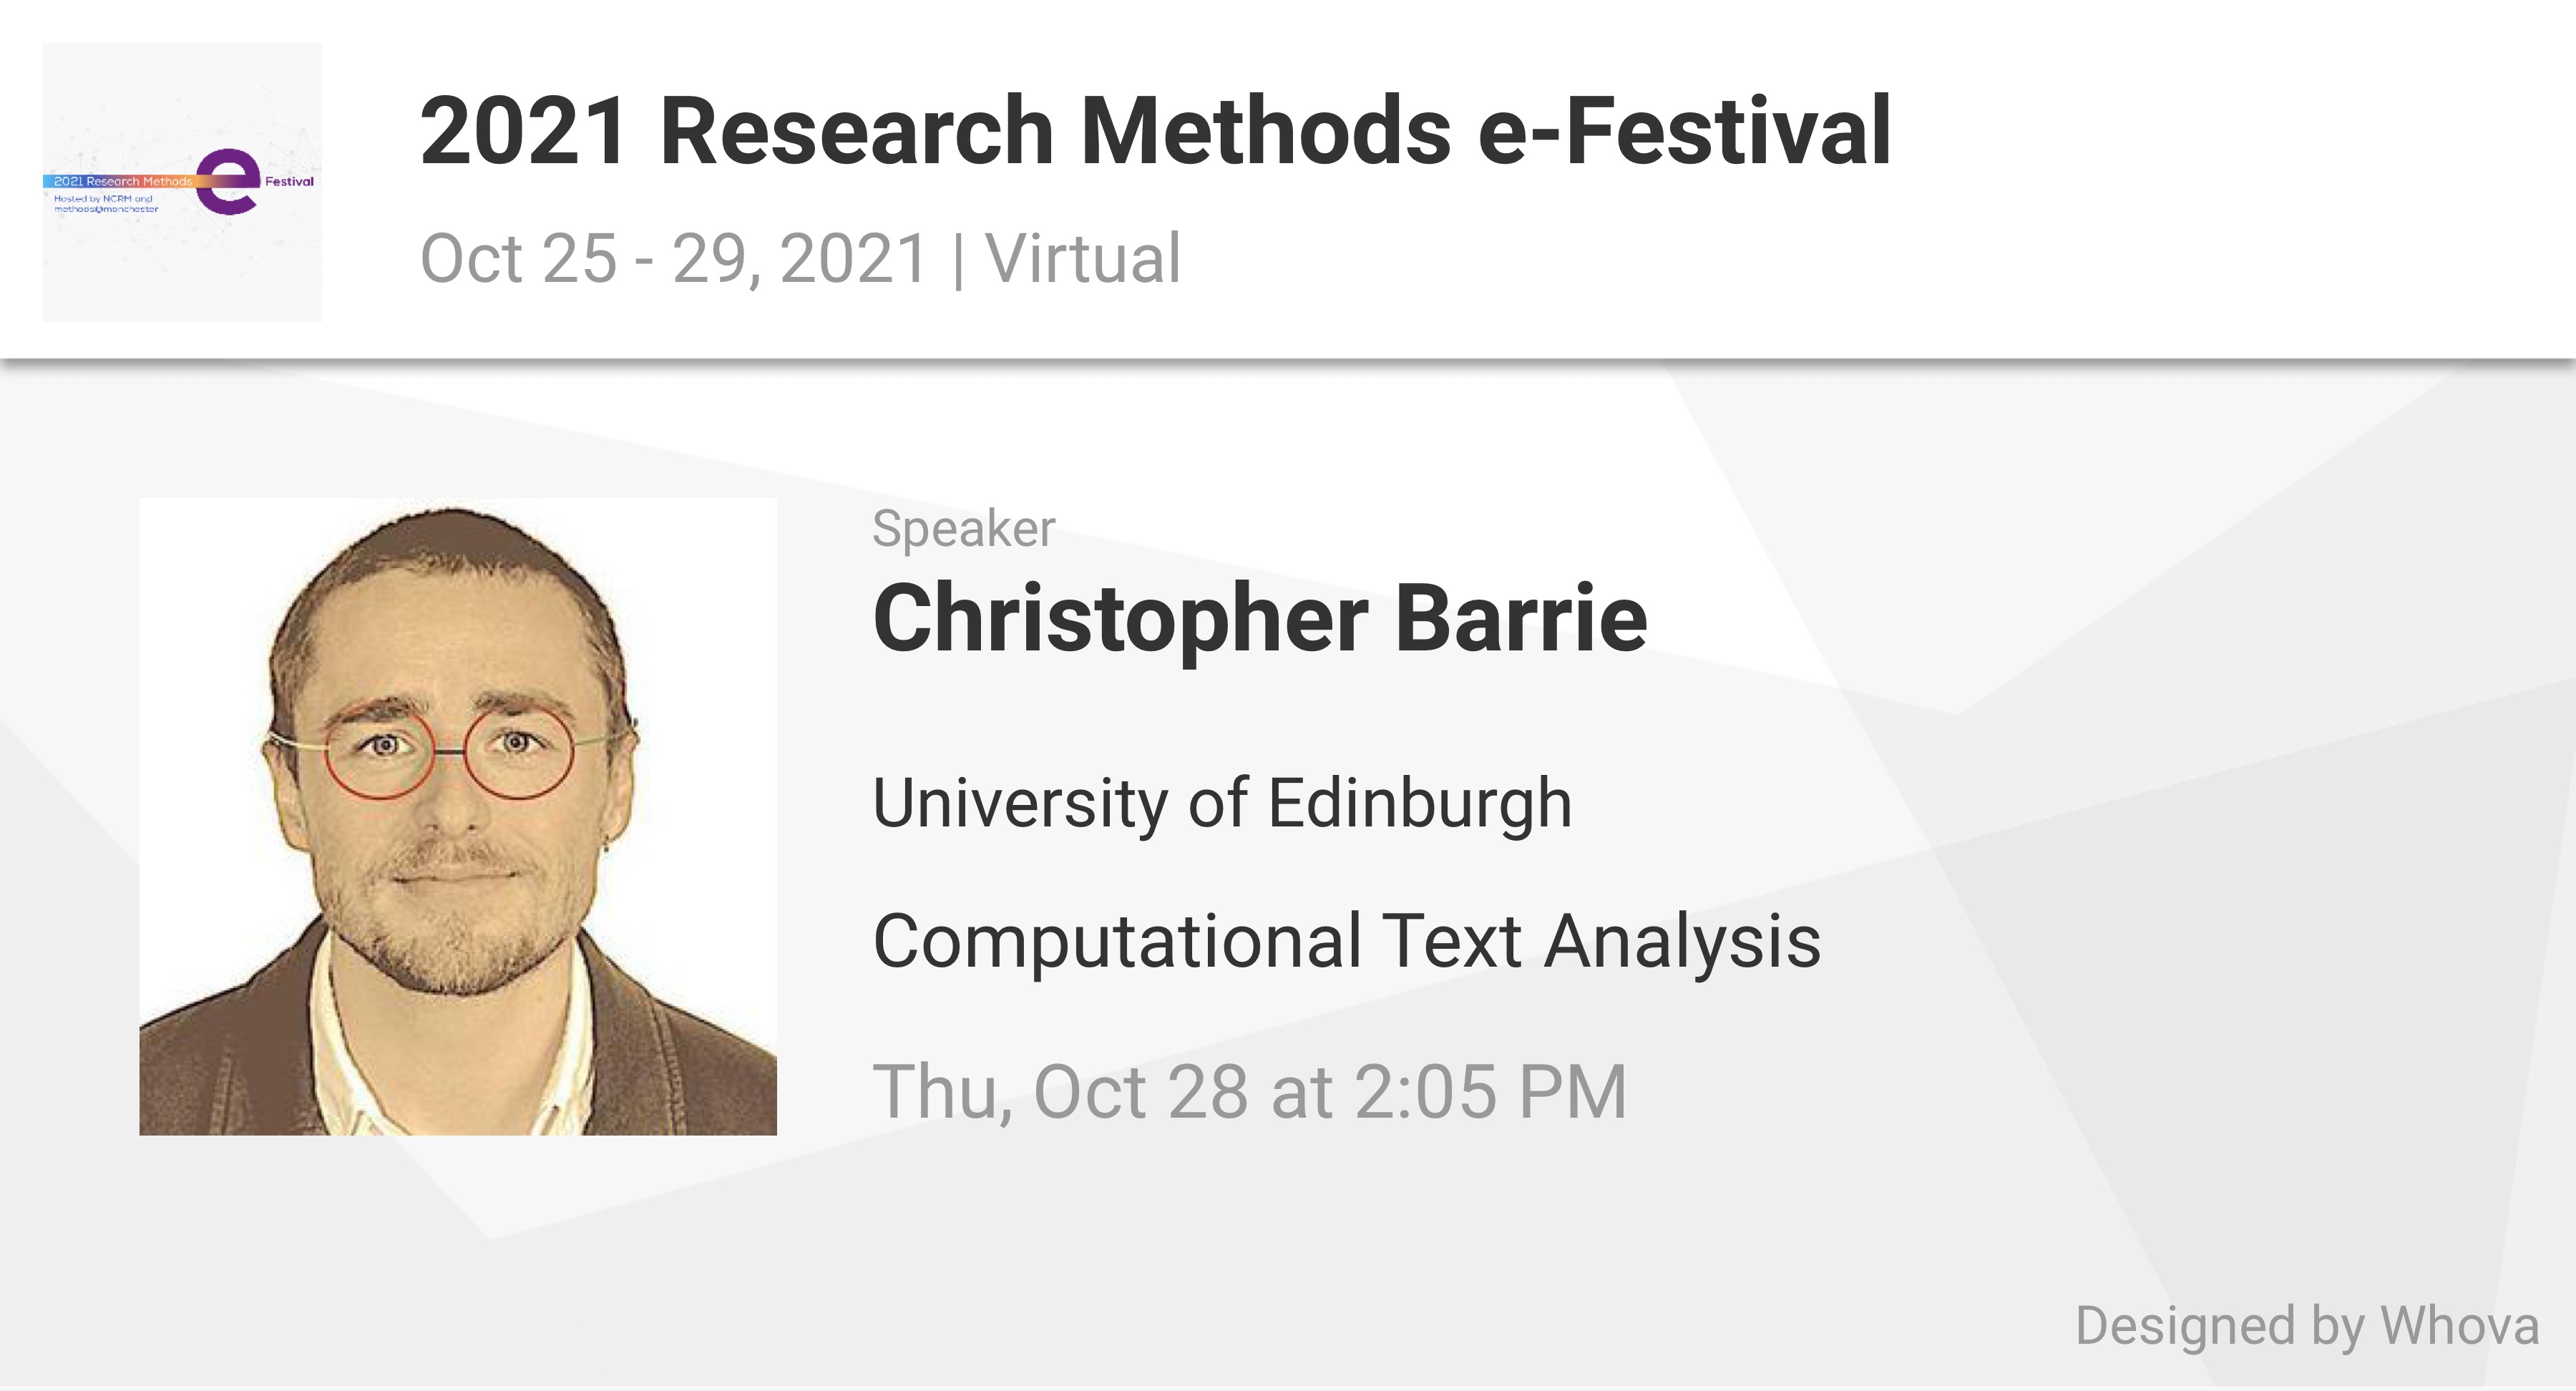 2021 Research Methods e-Festival
Oct 25 - 29, 2021 | Virtual
2021 Research Methods e Festival
Hosted by NCRM and
methods@manchester
Speaker
Christopher Barrie
University of Edinburgh
Computational Text Analysis
Thu, Oct 28 at 2:05 PM
Designed by Whova